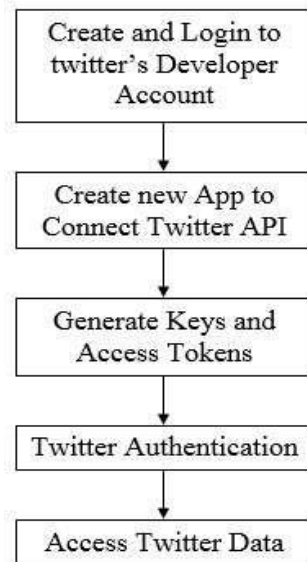 Create and Login to
twitter's Developer
Account
Create new App to
Connect Twitter API
Generate Keys and
Access Tokens
Twitter Authentication
Access Twitter Data